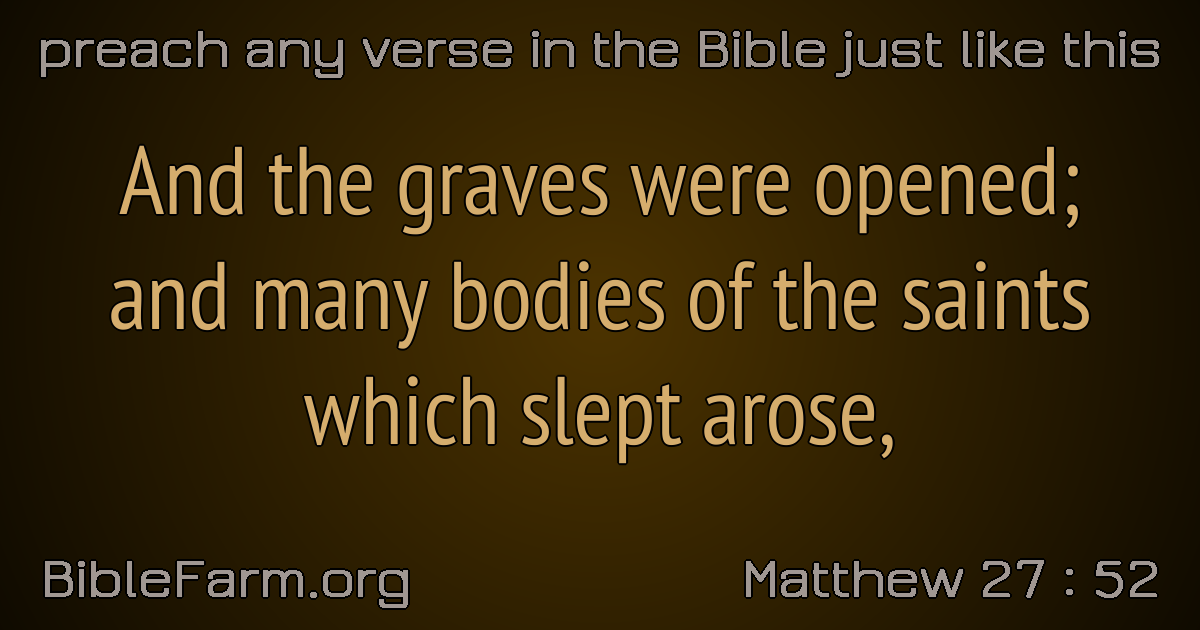 preach any verse in the Bible just like this
And the graves were opened;
and many bodies of the saints
which slept arose,
BibleFarm.org
Matthew 27 : 52